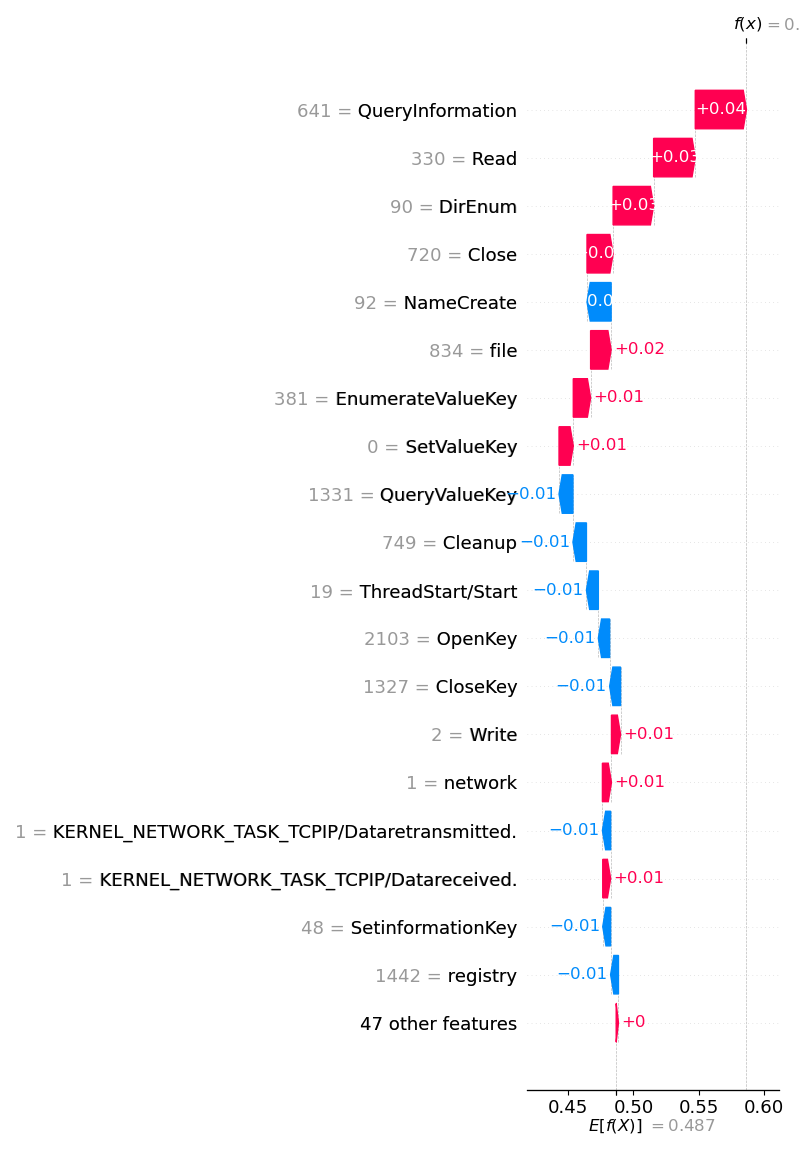 f(x) = 0.
641 = QueryInformation +0.04
330 = Read +0.03
90 = DirEnum +0.03
720 = Close
92 = NameCreate
834 = file +0.02
381 = EnumerateValueKey +0.01
0 = SetValueKey +0.01
1331 = QueryValueKey −0.01
749 = Cleanup −0.01
19 = ThreadStart/Start −0.01
2103 = OpenKey −0.01
1327 = CloseKey −0.01
2 = Write +0.01
1 = network +0.01
1 = KERNEL_NETWORK_TASK_TCPIP/Dataretransmitted. −0.01
1 = KERNEL_NETWORK_TASK_TCPIP/Datareceived. +0.01
48 = SetinformationKey −0.01
1442 = registry −0.01
47 other features +0
0.45 0.50 0.55 0.60
E[f(X)] = 0.487